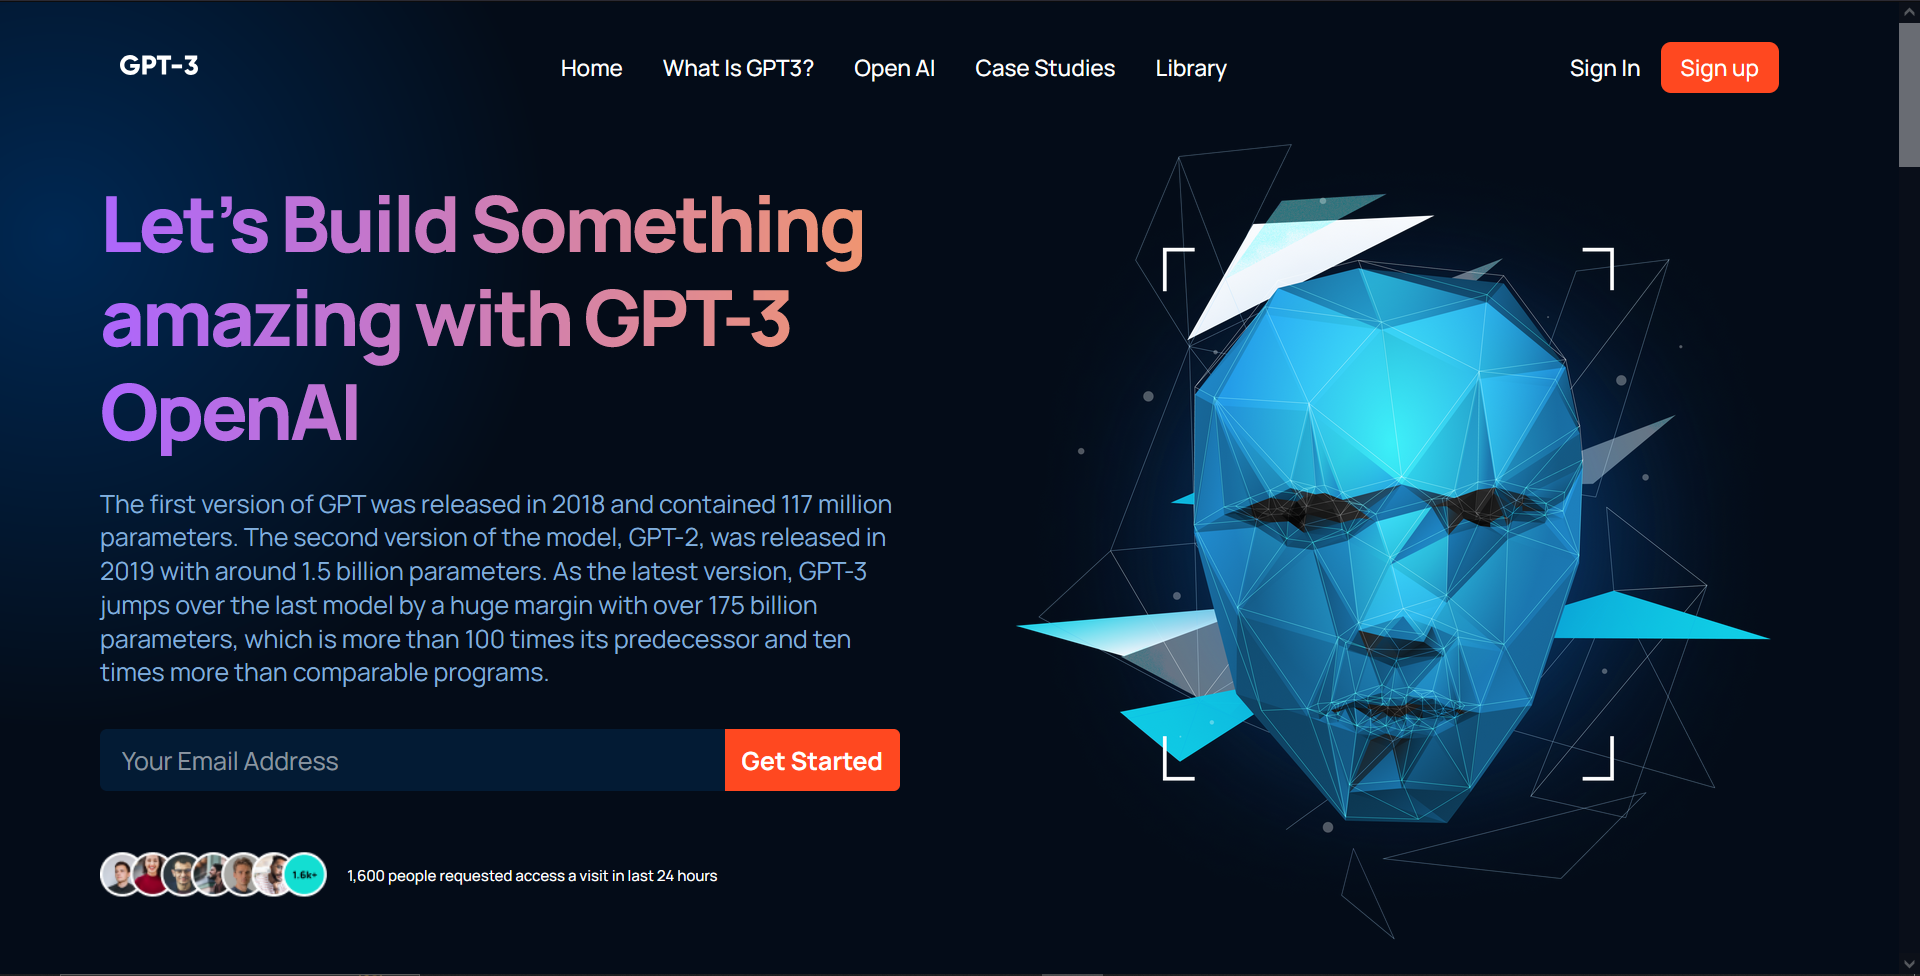 GPT-3
Home
What Is GPT3?
Open AI
Case Studies
Library
Sign In
Sign up
Let’s Build Something
amazing with GPT-3
OpenAI
The first version of GPT was released in 2018 and contained 117 million
parameters. The second version of the model, GPT-2, was released in
2019 with around 1.5 billion parameters. As the latest version, GPT-3
jumps over the last model by a huge margin with over 175 billion
parameters, which is more than 100 times its predecessor and ten
times more than comparable programs.
Your Email Address
Get Started
1.6k+
1,600 people requested access a visit in last 24 hours